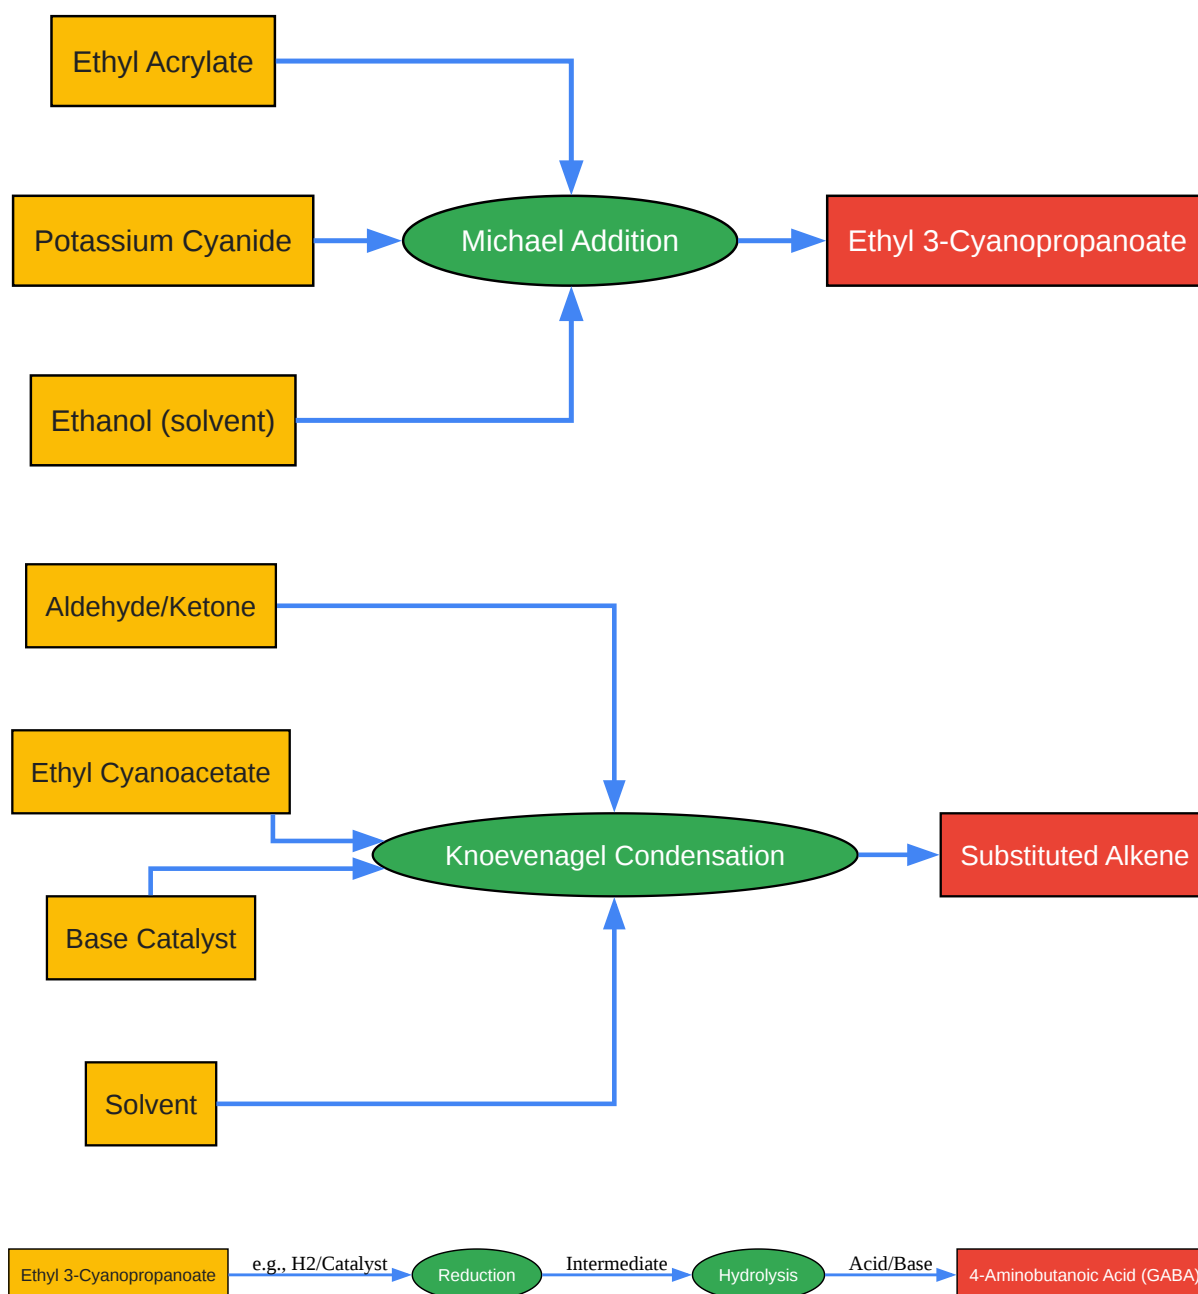 Ethyl Acrylate
Potassium Cyanide
Michael Addition
Ethyl 3-Cyanopropanoate
Ethanol (solvent)
Aldehyde/Ketone
Ethyl Cyanoacetate
Knoevenagel Condensation
Substituted Alkene
Base Catalyst
Solvent
Ethyl 3-Cyanopropanoate
e.g., H2/Catalyst
Reduction
Intermediate
Hydrolysis
Acid/Base
4-Aminobutanoic Acid (GABA)